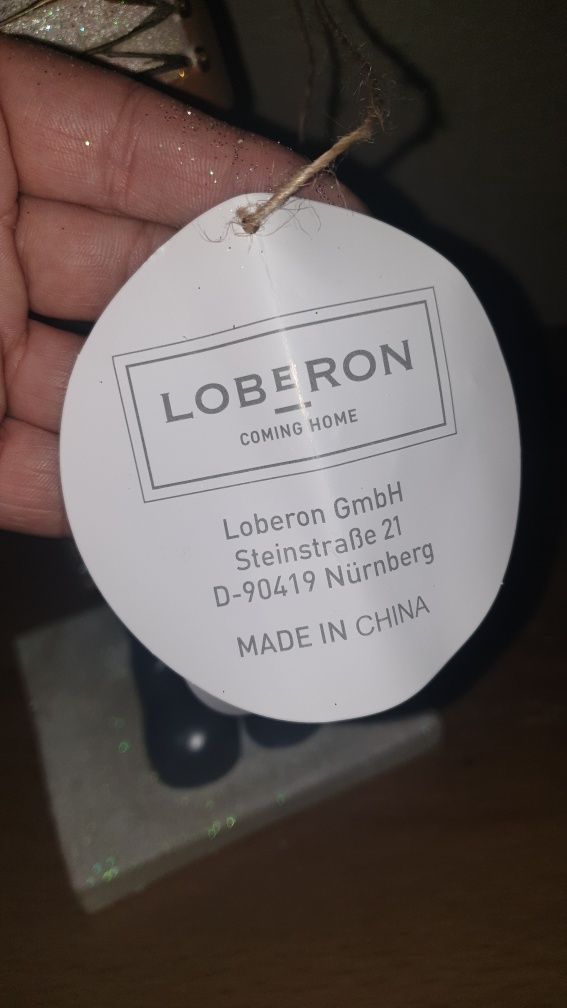 LOBERON
COMING HOME
Loberon GmbH
Steinstraße 21
D-90419 Nürnberg
MADE IN CHINA